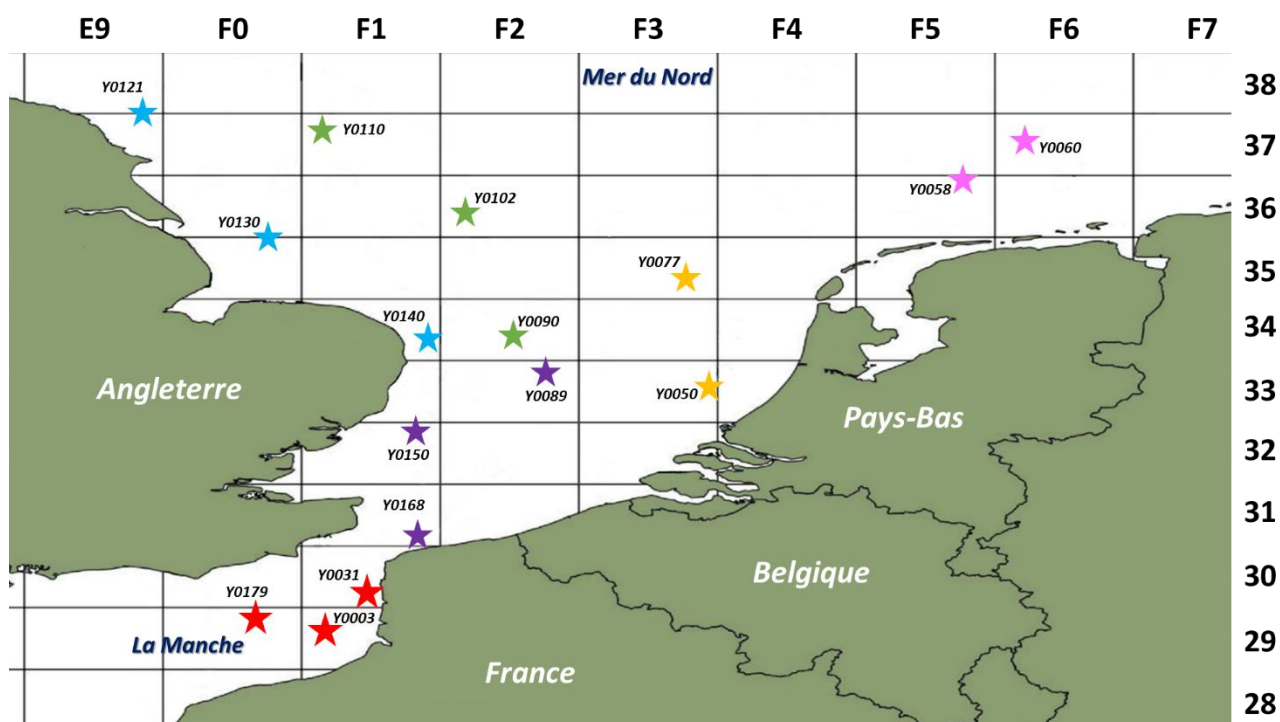 E9 F0 F1 F2 F3 F4 F5 F6 F7
Mer du Nord
38
Y0121
Y0110
37
Y0060
Y0058
Y0102
36
Y0130
Y0077
35
Y0140
Y0090
34
Angleterre
Y0089
Y0050
33
Pays-Bas
Y0150
32
Y0168
31
Y0031
Belgique
30
Y0179
Y0003
La Manche
29
France
28